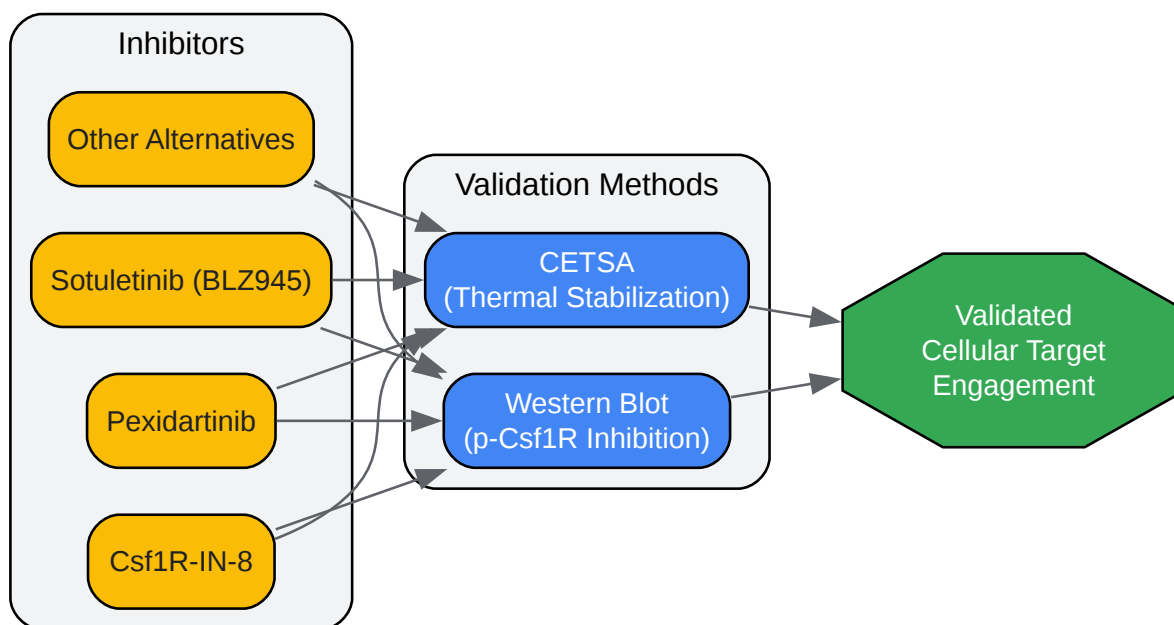 Inhibitors
Other Alternatives
Sotuletinib (BLZ945)
Pexidartinib
Csf1R-IN-8
Validation Methods
CETSA
(Thermal Stabilization)
Western Blot
(p-Csf1R Inhibition)
Validated
Cellular Target
Engagement